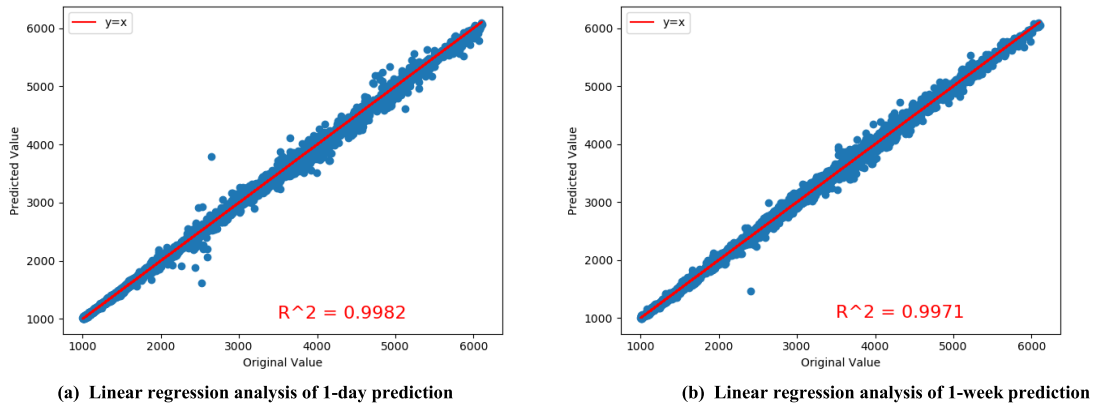 y=x
6000
5000
4000
3000
2000
1000
Predicted Value
R^2 = 0.9982
1000 2000 3000 4000 5000 6000
Original Value
(a) Linear regression analysis of 1-day prediction
y=x
6000
5000
4000
3000
2000
1000
Predicted Value
R^2 = 0.9971
1000 2000 3000 4000 5000 6000
Original Value
(b) Linear regression analysis of 1-week prediction